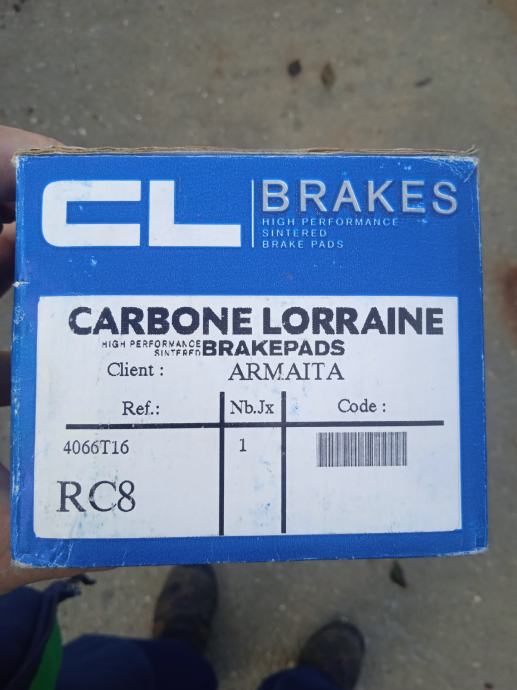 CL BRAKES
HIGH PERFORMANCE
SINTERED
BRAKE PADS
CARBONE LORRAINE
HIGH PERFORMANCE
SINTERED BRAKEPADS
Client : ARMAITA
Ref.: Nb.Jx Code :
4066T16 1
RC8